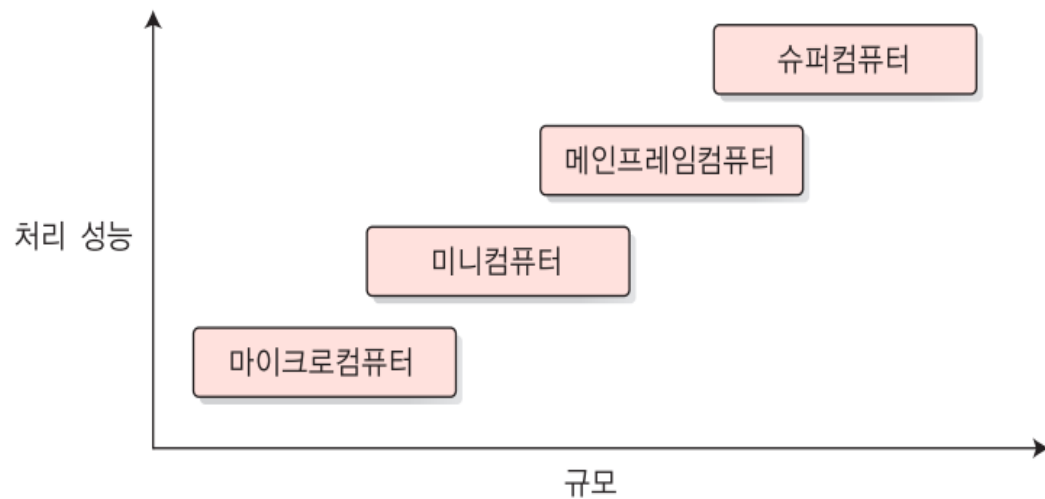 슈퍼컴퓨터
메인프레임컴퓨터
처리 성능
미니컴퓨터
마이크로컴퓨터
규모